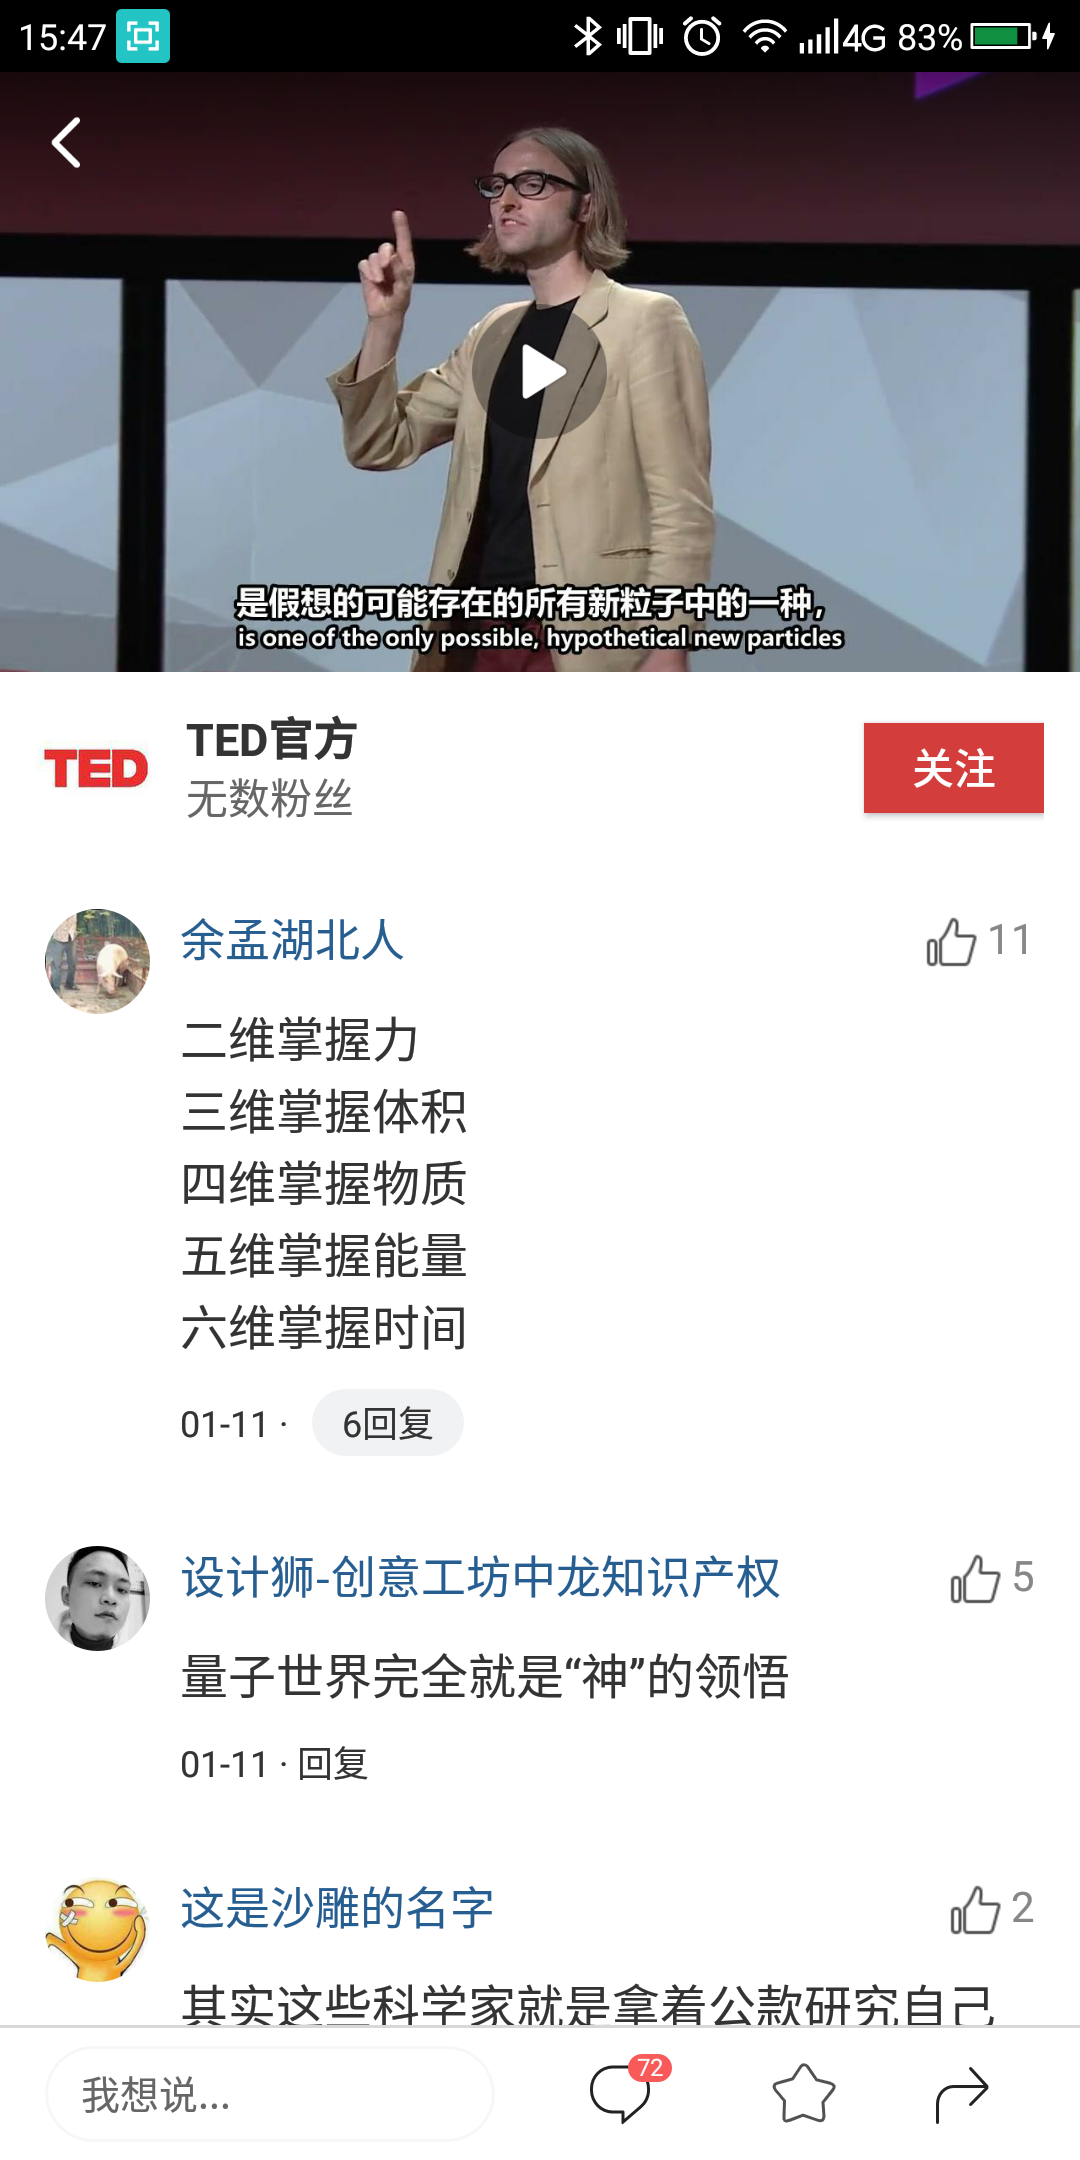 15:47
4G 83%
是假想的可能存在的所有新粒子中的一种，
is one of the only possible, hypothetical new particles
TED
TED官方
无数粉丝
关注
余孟湖北人
11
二维掌握力
三维掌握体积
四维掌握物质
五维掌握能量
六维掌握时间
01-11 · 6回复
设计狮-创意工坊中龙知识产权
5
量子世界完全就是“神”的领悟
01-11 · 回复
这是沙雕的名字
2
其实这些科学家就是拿着公款研究自己
我想说...
72